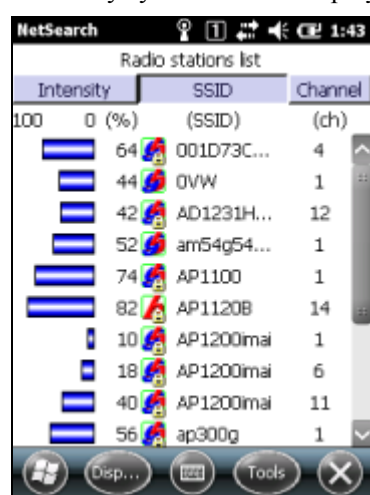 NetSearch 1 1:43
Radio stations list
Intensity SSID Channel
100 0 (%) (SSID) (ch)
64 001D73C... 4
44 0VW 1
42 AD1231H... 12
52 am54g54... 1
74 AP1100 1
82 AP1120B 14
10 AP1200imai 1
18 AP1200imai 6
40 AP1200imai 11
56 ap300g 1
Disp... Tools